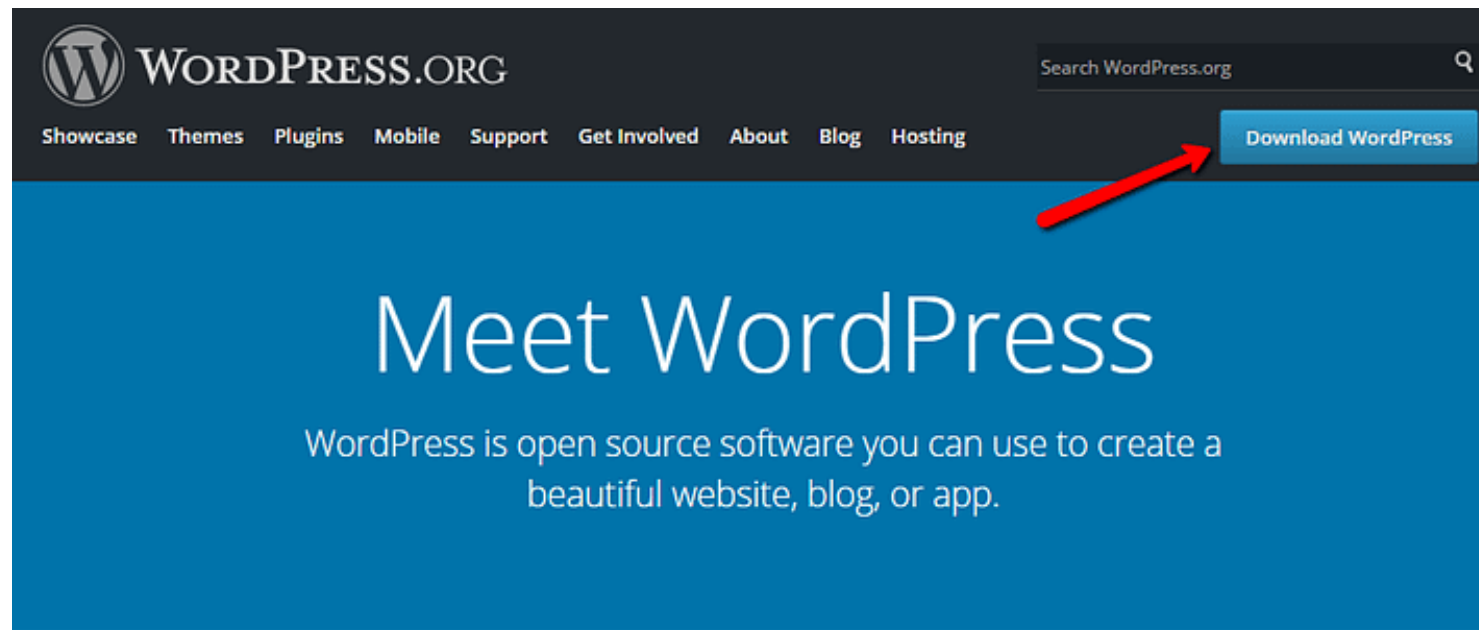 WORDPRESS.ORG
Search WordPress.org
Showcase Themes Plugins Mobile Support Get Involved About Blog Hosting
Download WordPress
Meet WordPress
WordPress is open source software you can use to create a
beautiful website, blog, or app.